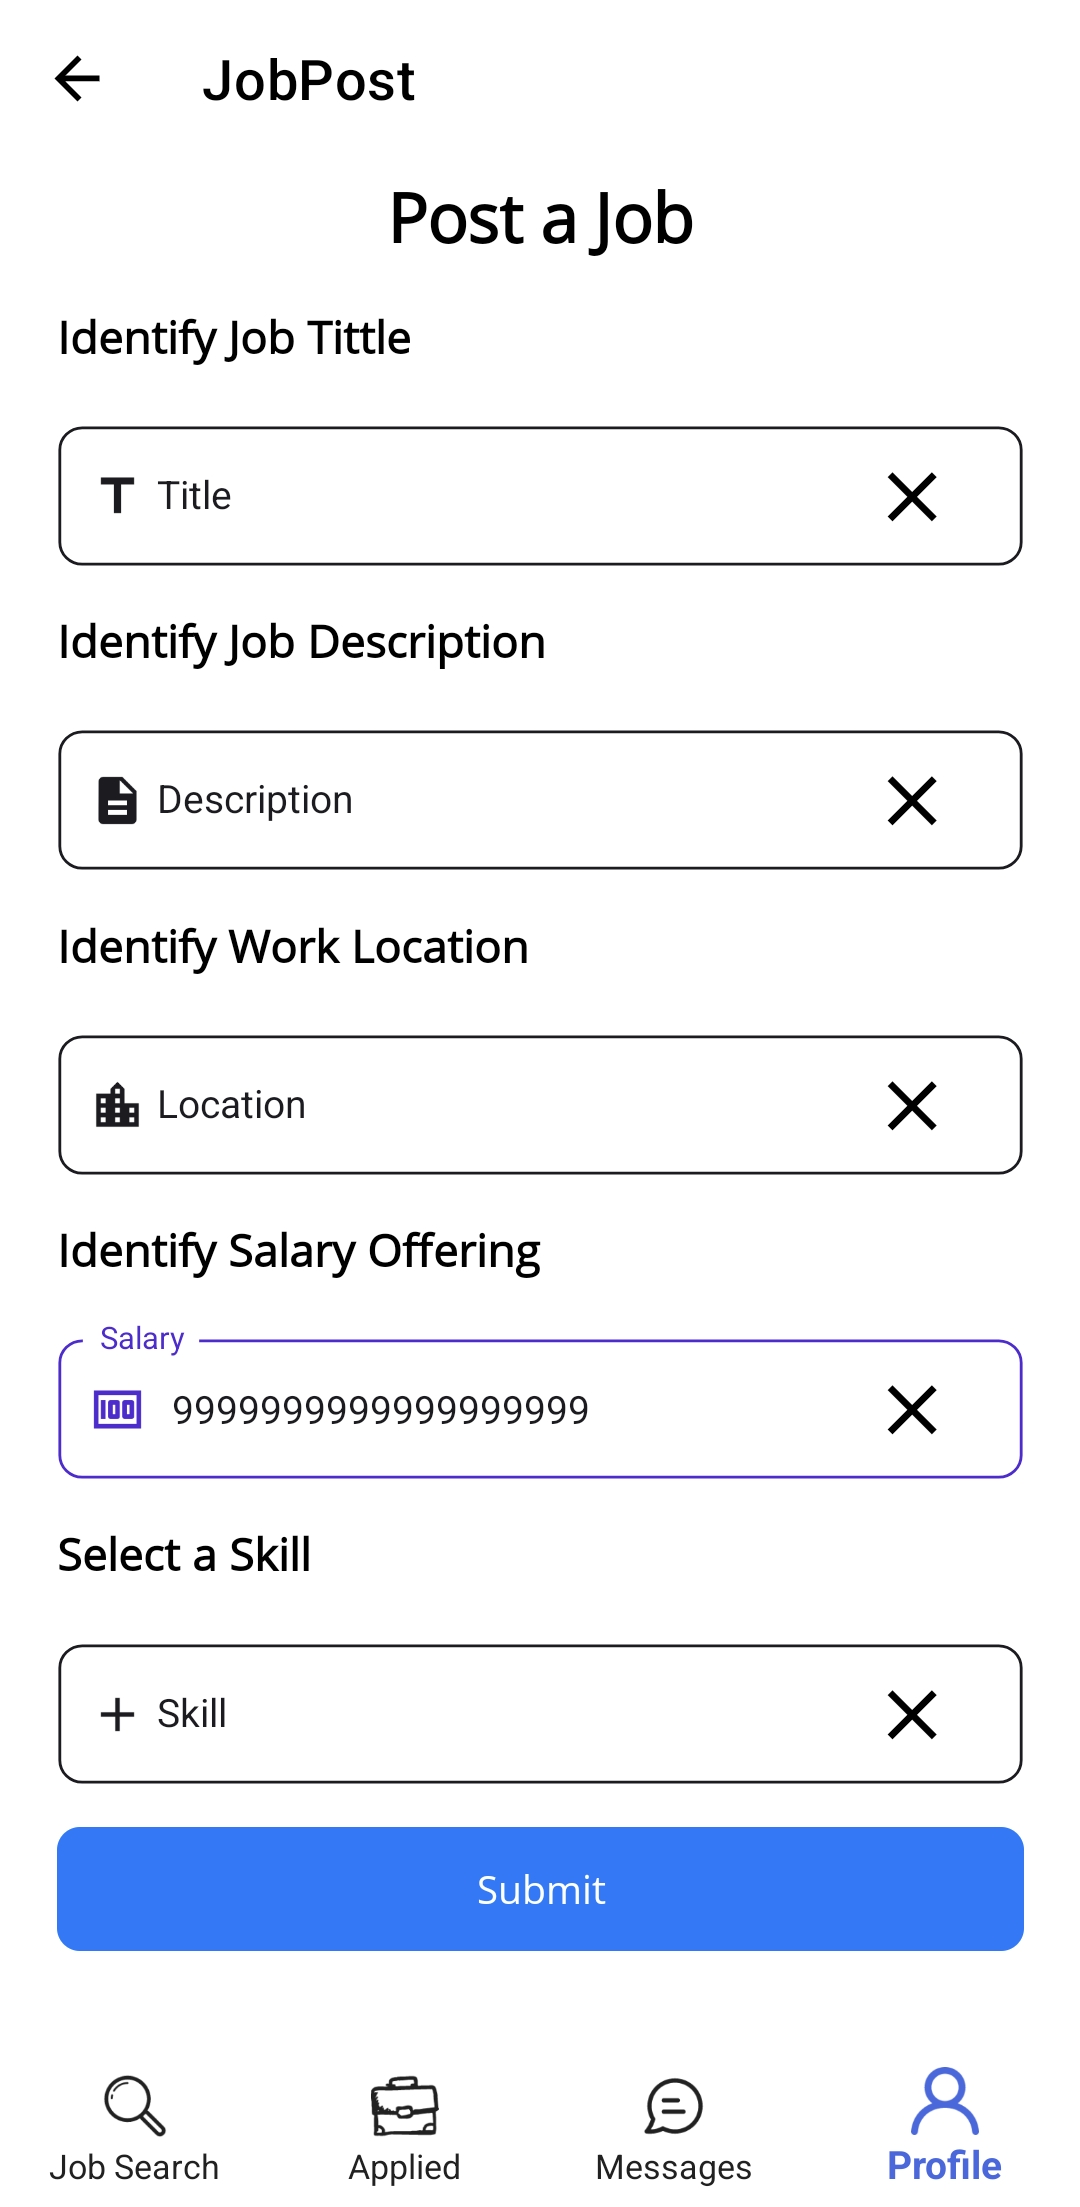 JobPost
Post a Job
Identify Job Tittle
Title
Identify Job Description
Description
Identify Work Location
Location
Identify Salary Offering
Salary
9999999999999999999
Select a Skill
Skill
Submit
Job Search
Applied
Messages
Profile